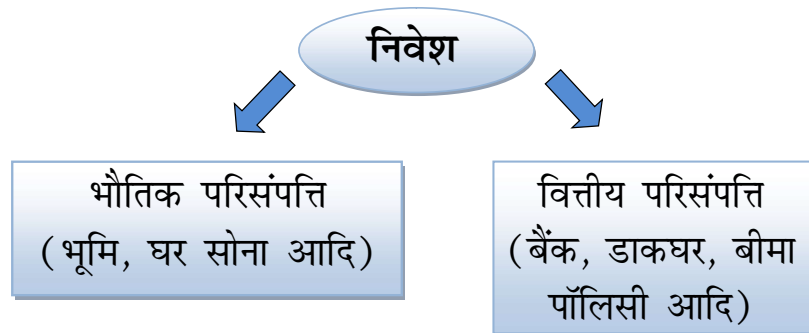 निवेश
भौतिक परिसंपत्ति
(भूमि, घर सोना आदि)
वित्तीय परिसंपत्ति
(बैंक, डाकघर, बीमा
पॉलिसी आदि)